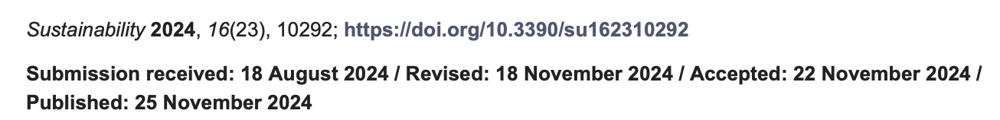 Sustainability 2024, 16(23), 10292; https://doi.org/10.3390/su162310292
Submission received: 18 August 2024 / Revised: 18 November 2024 / Accepted: 22 November 2024 /
Published: 25 November 2024